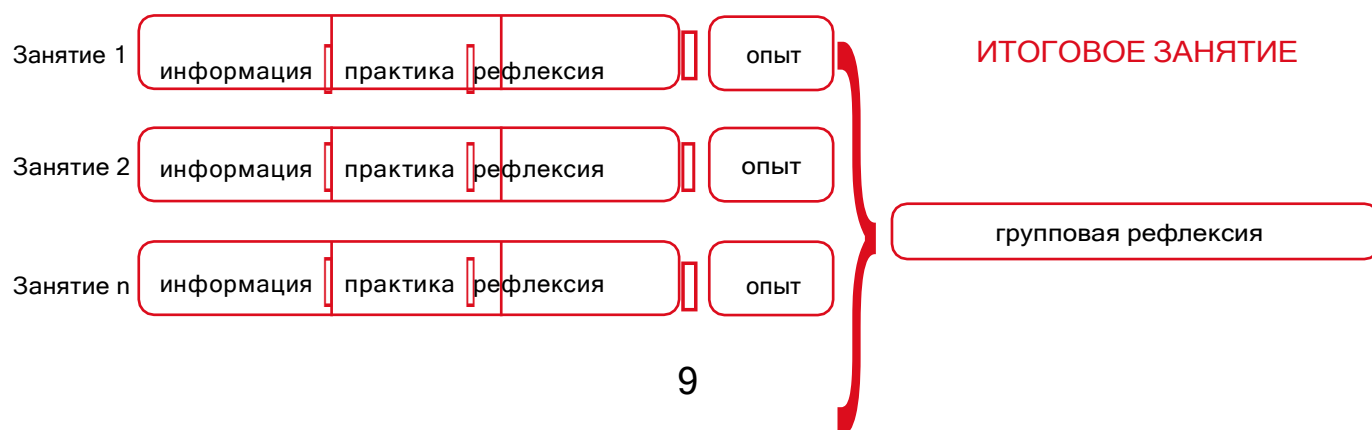 Занятие 1 информация практика рефлексия опыт ИТОГОВОЕ ЗАНЯТИЕ
Занятие 2 информация практика рефлексия опыт
групповая рефлексия
Занятие n информация практика рефлексия опыт
9